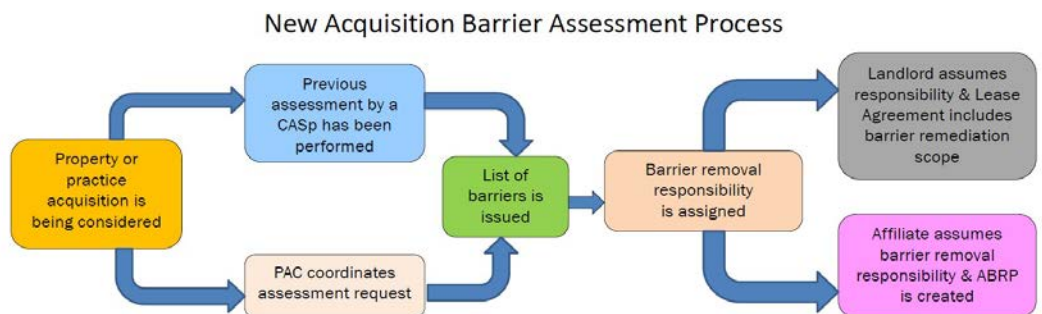 New Acquisition Barrier Assessment Process
Property or
practice
acquisition is
being considered
Previous
assessment by a
CASp has been
performed
PAC coordinates
assessment request
List of
barriers is
issued
Barrier removal
responsibility
is assigned
Landlord assumes
responsibility & Lease
Agreement includes
barrier remediation
scope
Affiliate assumes
barrier removal
responsibility & ABRP
is created